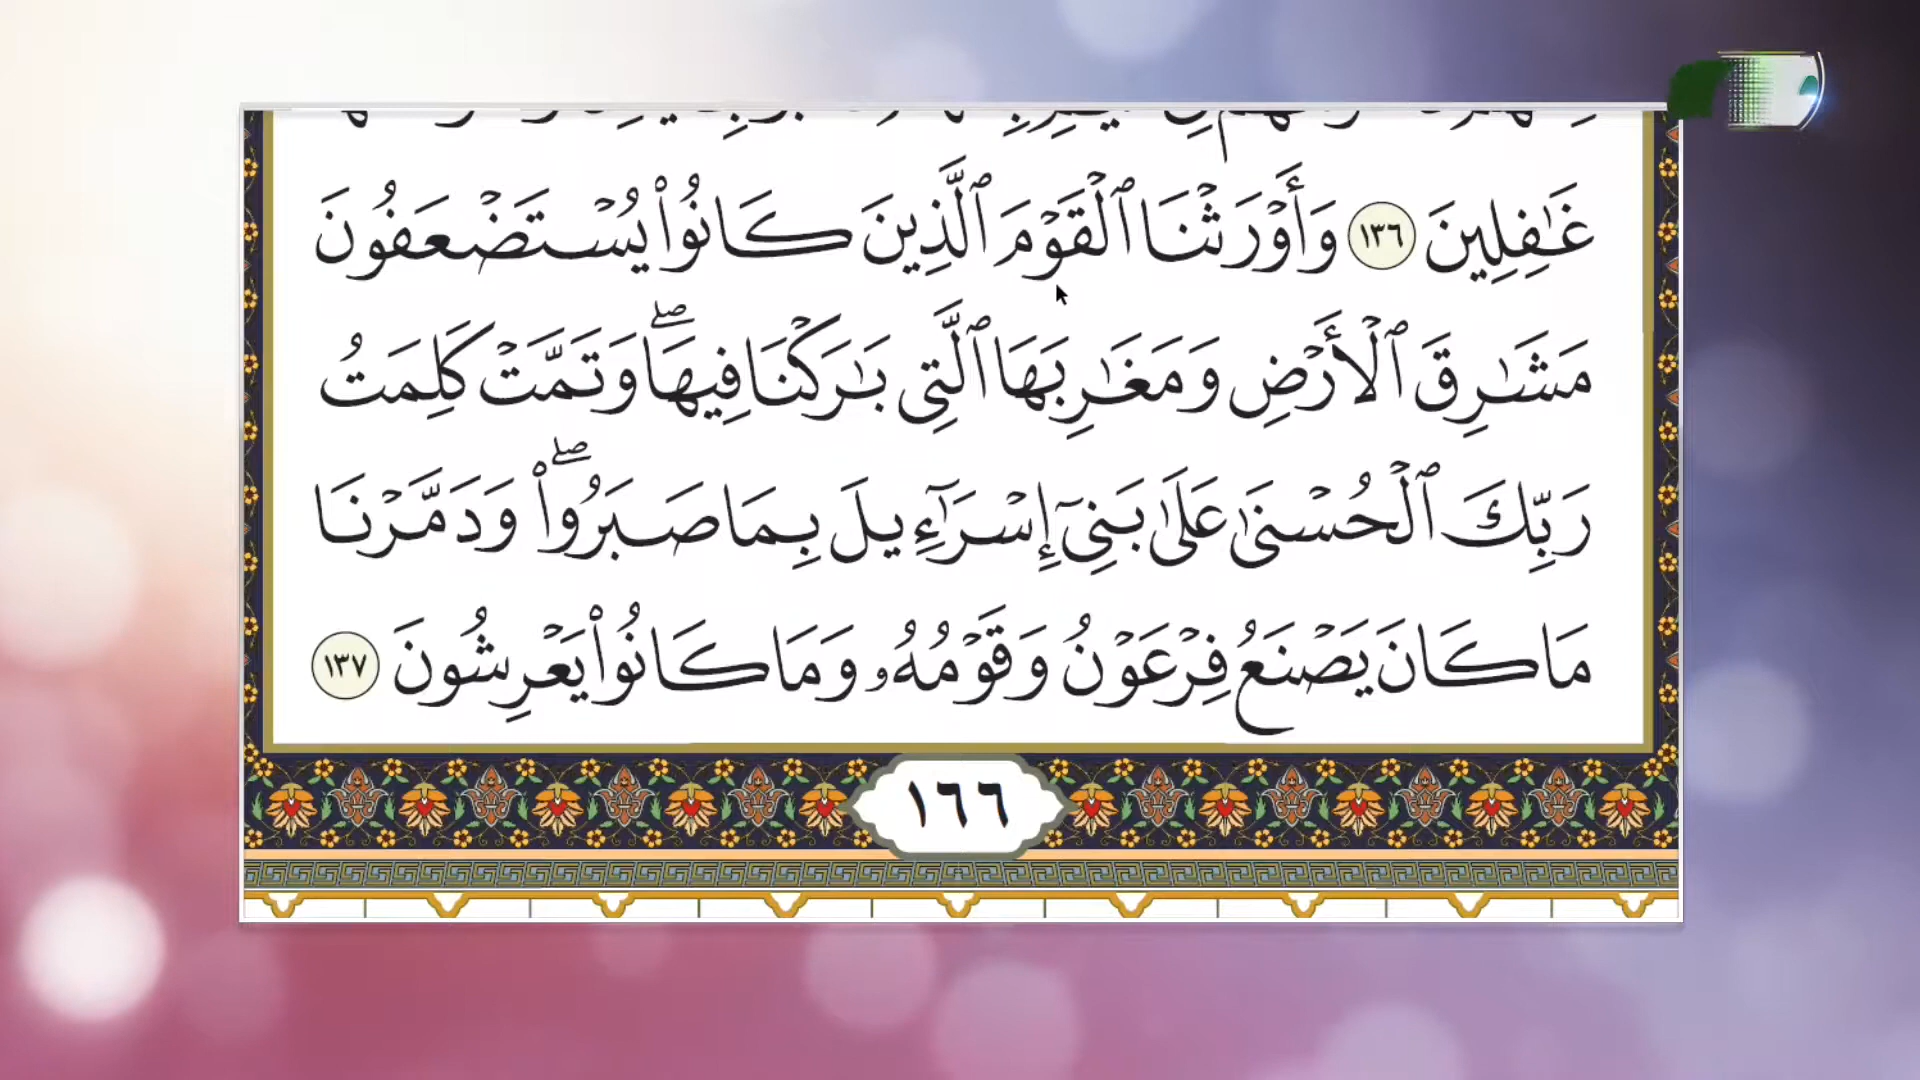 غَٰفِلِينَ ١٣٦ وَأَوْرَثْنَا ٱلْقَوْمَ ٱلَّذِينَ كَانُوا۟ يُسْتَضْعَفُونَ
مَشَٰرِقَ ٱلْأَرْضِ وَمَغَٰرِبَهَا ٱلَّتِى بَٰرَكْنَا فِيهَا ۖ وَتَمَّتْ كَلِمَتُ
رَبِّكَ ٱلْحُسْنَىٰ عَلَىٰ بَنِىٓ إِسْرَٰٓءِيلَ بِمَا صَبَرُوا۟ ۖ وَدَمَّرْنَا
مَا كَانَ يَصْنَعُ فِرْعَوْنُ وَقَوْمُهُۥ وَمَا كَانُوا۟ يَعْرِشُونَ ١٣٧
١٦٦